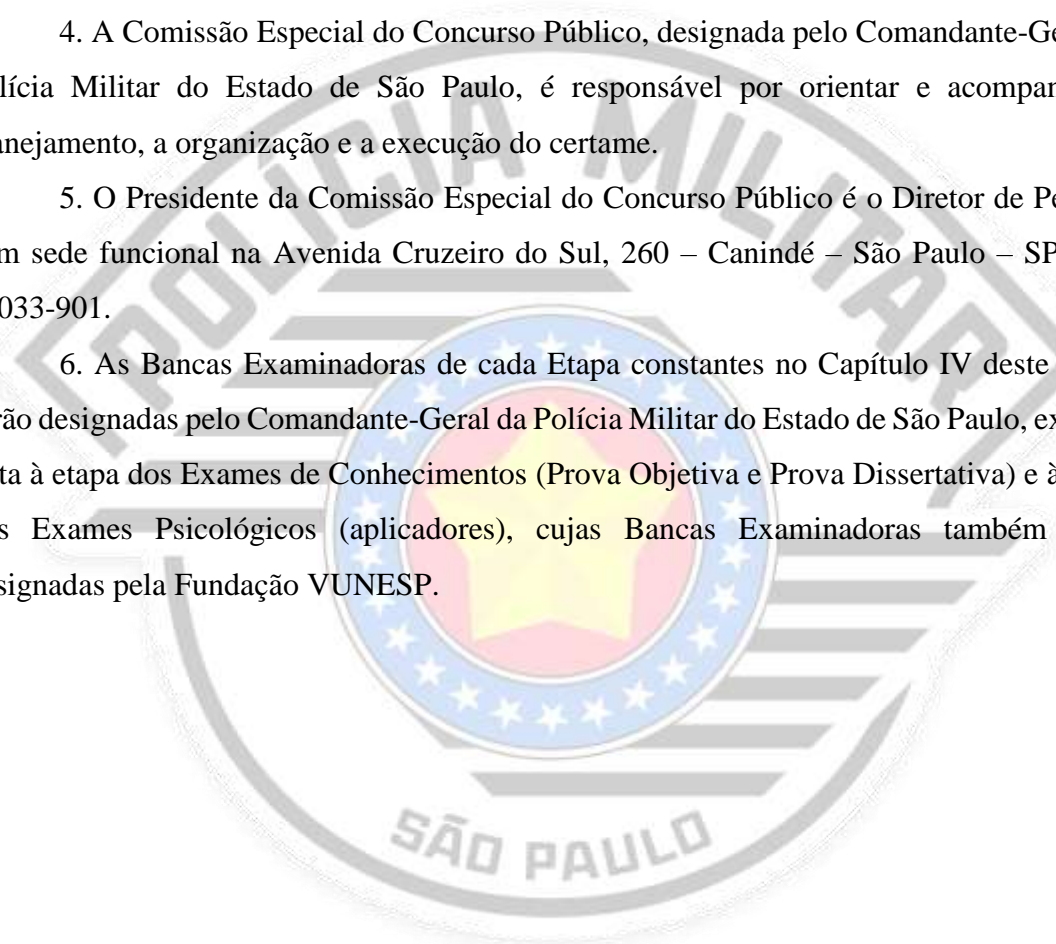 4. A Comissão Especial do Concurso Público, designada pelo Comandante-Ge
lícia Militar do Estado de São Paulo, é responsável por orientar e acompar
anejamento, a organização e a execução do certame.
5. O Presidente da Comissão Especial do Concurso Público é o Diretor de Pe
m sede funcional na Avenida Cruzeiro do Sul, 260 – Canindé – São Paulo – SP
033-901.
6. As Bancas Examinadoras de cada Etapa constantes no Capítulo IV deste
rão designadas pelo Comandante-Geral da Polícia Militar do Estado de São Paulo, ex
ta à etapa dos Exames de Conhecimentos (Prova Objetiva e Prova Dissertativa) e à
s Exames Psicológicos (aplicadores), cujas Bancas Examinadoras também
signadas pela Fundação VUNESP.
POLÍCIA MILITAR
SÃO PAULO